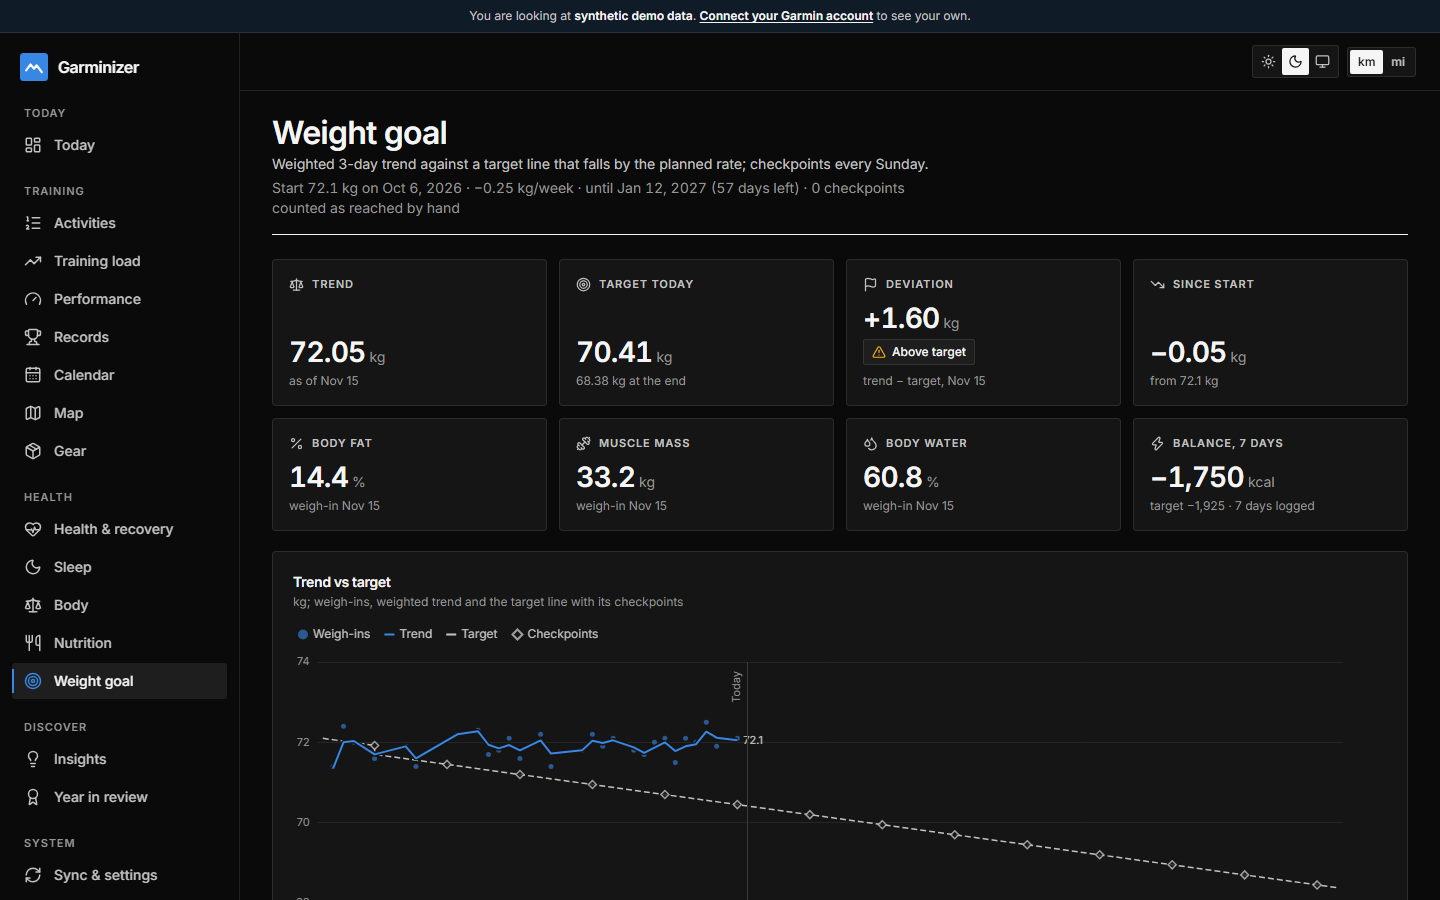 You are looking at synthetic demo data. Connect your Garmin account to see your own.
Garminizer
km
mi
TODAY
Today
TRAINING
Activities
Training load
Performance
Records
Calendar
Map
Gear
HEALTH
Health & recovery
Sleep
Body
Nutrition
Weight goal
DISCOVER
Insights
Year in review
SYSTEM
Sync & settings
Weight goal
Weighted 3-day trend against a target line that falls by the planned rate; checkpoints every Sunday.
Start 72.1 kg on Oct 6, 2026 · −0.25 kg/week · until Jan 12, 2027 (57 days left) · 0 checkpoints
counted as reached by hand
TREND
72.05 kg
as of Nov 15
TARGET TODAY
70.41 kg
68.38 kg at the end
DEVIATION
+1.60 kg
Above target
trend − target, Nov 15
SINCE START
−0.05 kg
from 72.1 kg
BODY FAT
14.4 %
weigh-in Nov 15
MUSCLE MASS
33.2 kg
weigh-in Nov 15
BODY WATER
60.8 %
weigh-in Nov 15
BALANCE, 7 DAYS
−1,750 kcal
target −1,925 · 7 days logged
Trend vs target
kg; weigh-ins, weighted trend and the target line with its checkpoints
Weigh-ins
Trend
Target
Checkpoints
74
Today
72
72.1
70